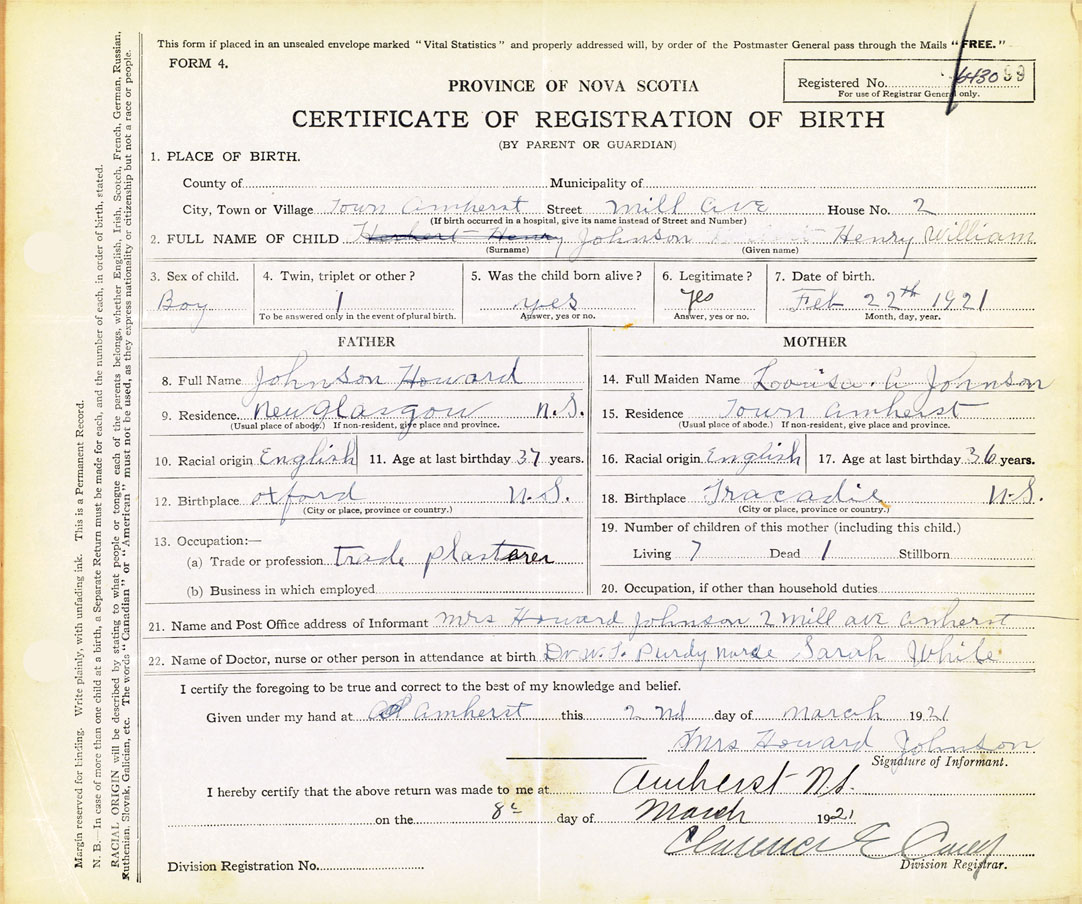 This form if placed in an unsealed envelope marked "Vital Statistics" and properly addressed will, by order of the Postmaster General pass through the Mails "FREE."
FORM 4.
Registered No. 6430 99
For use of Registrar General only.
PROVINCE OF NOVA SCOTIA
CERTIFICATE OF REGISTRATION OF BIRTH
(BY PARENT OR GUARDIAN)
1. PLACE OF BIRTH.
County of Municipality of
City, Town or Village Town Amherst Street Mill Ave House No. 2
(If birth occurred in a hospital, give its name instead of Street and Number)
2. FULL NAME OF CHILD Herbert Henry Johnson Henry William
(Surname) (Given name)
3. Sex of child. 4. Twin, triplet or other? 5. Was the child born alive? 6. Legitimate? 7. Date of birth.
Boy 1 yes yes Feb 22th 1921
To be answered only in the event of plural birth. Answer, yes or no. Answer, yes or no. Month, day, year.
FATHER
8. Full Name Johnson Howard
9. Residence. New Glasgow N.S.
(Usual place of abode.) If non-resident, give place and province.
10. Racial origin English 11. Age at last birthday 37 years.
12. Birthplace oxford N.S.
(City or place, province or country.)
13. Occupation:—
(a) Trade or profession trade plasterer
(b) Business in which employed
MOTHER
14. Full Maiden Name Louisa. A Johnson
15. Residence Town Amherst
(Usual place of abode.) If non-resident, give place and province.
16. Racial origin English 17. Age at last birthday 36 years.
18. Birthplace Tracadie N.S.
(City or place, province or country.)
19. Number of children of this mother (including this child.)
Living 7 Dead 1 Stillborn
20. Occupation, if other than household duties
21. Name and Post Office address of Informant Mrs Howard Johnson 2 Mill ave Amherst
22. Name of Doctor, nurse or other person in attendance at birth Dr W. T. Purdy nurse Sarah White
I certify the foregoing to be true and correct to the best of my knowledge and belief.
Given under my hand at Amherst this 2nd day of March 1921
Mrs Howard Johnson
Signature of Informant.
I hereby certify that the above return was made to me at Amherst N.S.
on the 8 day of March 1921
Clarence E Casey
Division Registrar.
Division Registration No.
Margin reserved for binding. Write plainly, with unfading ink. This is a Permanent Record.
N. B.—In case of more than one child at a birth, a Separate Return must be made for each, and the number of each, in order of birth, stated.
RACIAL ORIGIN will be described by stating to what people or tongue each of the parents belongs, whether English, Irish, Scotch, French, German, Russian,
Ruthenian, Slovak, Galician, etc. The words "Canadian" or "American" must not be used, as they express nationality or citizenship but not a race or people.